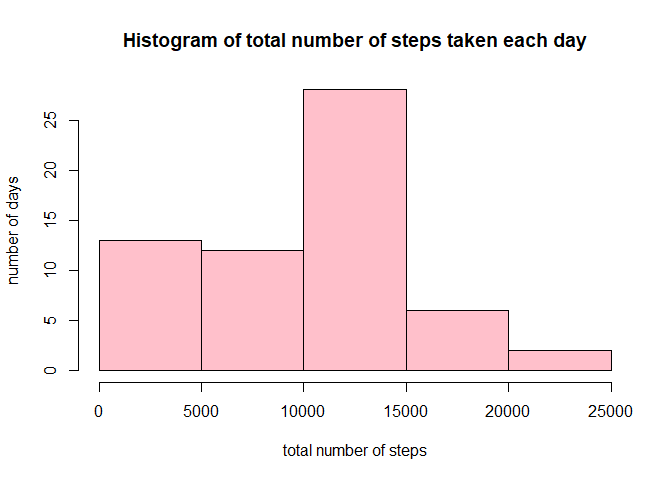 Histogram of total number of steps taken each day
number of days
25
20
15
10
5
0
0 5000 10000 15000 20000 25000
total number of steps